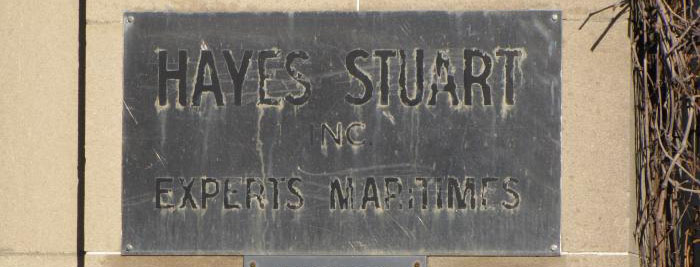 HAYES STUART
INC.
EXPERTS MARITIMES